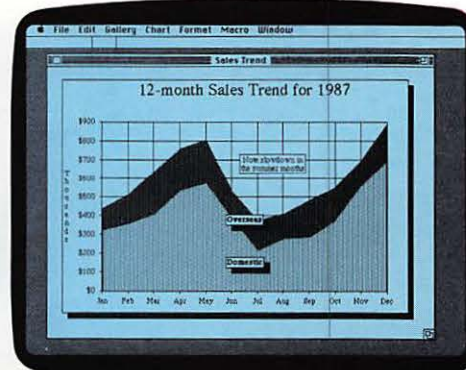 File Edit Gallery Chart Format Macro Window
Sales Trend
12-month Sales Trend for 1987
$900
$800
$700
$600
$500
$400
$300
$200
$100
$0
Thousands
Note slowdown in
the summer months
Overseas
Domestic
Jan Feb Mar Apr May Jun Jul Aug Sep Oct Nov Dec